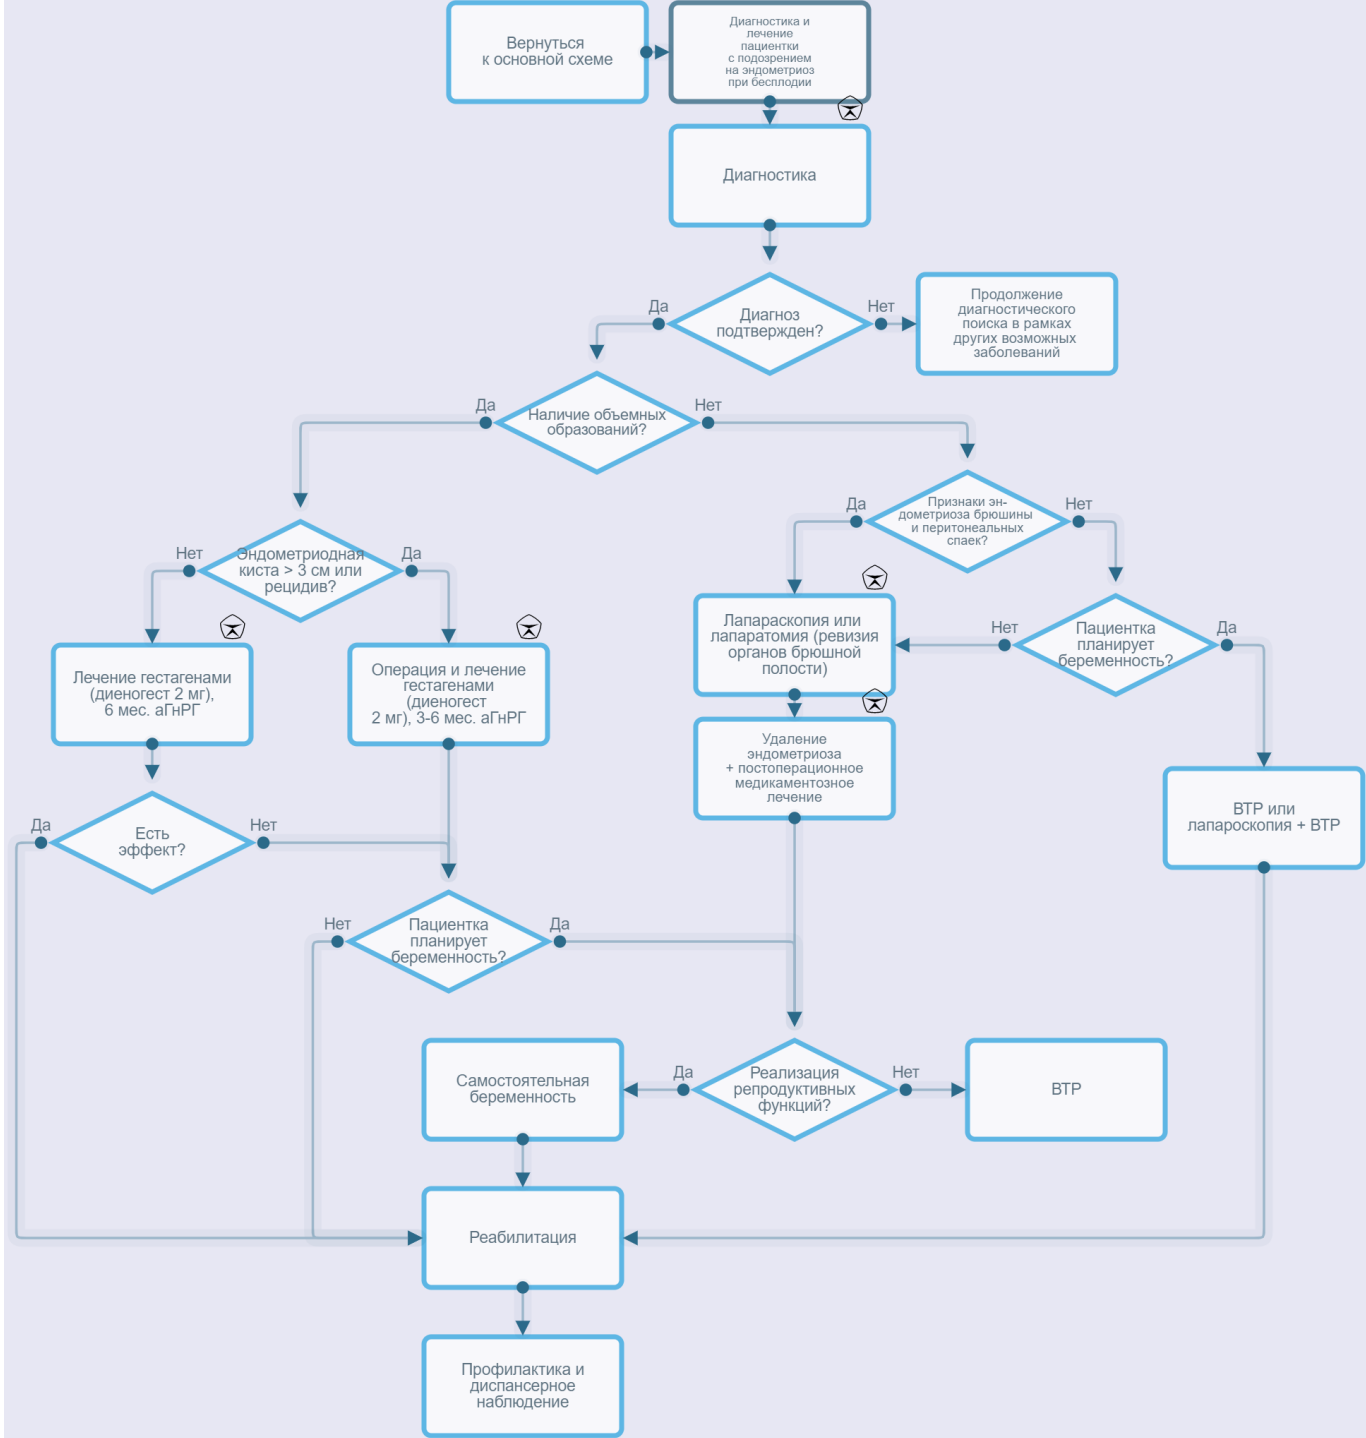 Вернуться
к основной схеме
Диагностика и
лечение
пациентки
с подозрением
на эндометриоз
при бесплодии
Диагностика
Да
Диагноз
подтвержден?
Нет
Продолжение
диагностического
поиска в рамках
других возможных
заболеваний
Да
Наличие объемных
образований?
Нет
Да
Признаки эн-
дометриоза брюшины
и перитонеальных
спаек?
Нет
Нет
Эндометриодная
киста > 3 см или
рецидив?
Да
Лечение гестагенами
(диеногест 2 мг),
6 мес. аГнРГ
Операция и лечение
гестагенами
(диеногест
2 мг), 3-6 мес. аГнРГ
Лапараскопия или
лапаратомия (ревизия
органов брюшной
полости)
Нет
Пациентка
планирует
беременность?
Да
Удаление
эндометриоза
+ постоперационное
медикаментозное
лечение
ВТР или
лапароскопия + ВТР
Да
Есть
эффект?
Нет
Нет
Пациентка
планирует
беременность?
Да
Самостоятельная
беременность
Да
Реализация
репродуктивных
функций?
Нет
ВТР
Реабилитация
Профилактика и
диспансерное
наблюдение